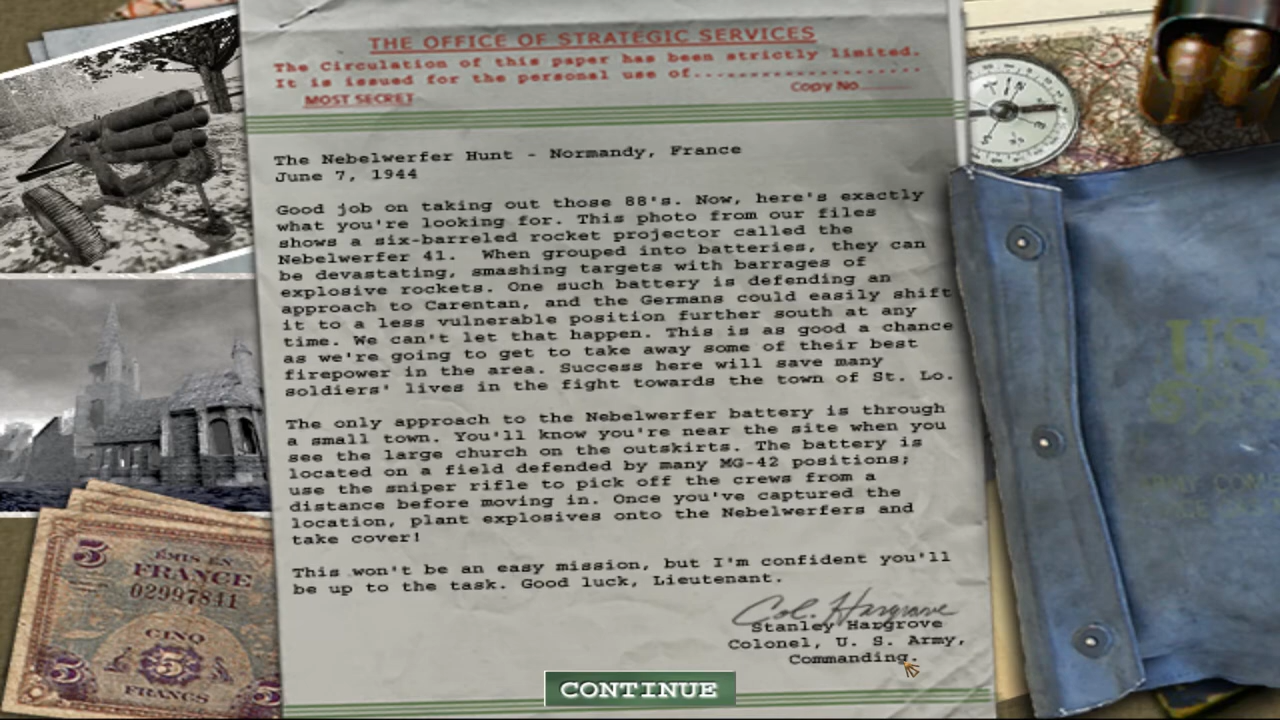 THE OFFICE OF STRATEGIC SERVICES
The Circulation of this paper has been strictly limited.
It is issued for the personal use of....................
MOST SECRET
Copy No.......
The Nebelwerfer Hunt - Normandy, France
June 7, 1944
Good job on taking out those 88's. Now, here's exactly
what you're looking for. This photo from our files
shows a six-barreled rocket projector called the
Nebelwerfer 41. When grouped into batteries, they can
be devastating, smashing targets with barrages of
explosive rockets. One such battery is defending an
approach to Carentan, and the Germans could easily shift
it to a less vulnerable position further south at any
time. We can't let that happen. This is as good a chance
as we're going to get to take away some of their best
firepower in the area. Success here will save many
soldiers' lives in the fight towards the town of St. Lo.
The only approach to the Nebelwerfer battery is through
a small town. You'll know you're near the site when you
see the large church on the outskirts. The battery is
located on a field defended by many MG-42 positions;
use the sniper rifle to pick off the crews from a
distance before moving in. Once you've captured the
location, plant explosives onto the Nebelwerfers and
take cover!
This won't be an easy mission, but I'm confident you'll
be up to the task. Good luck, Lieutenant.
Col. Hargrove
Stanley Hargrove
Colonel, U. S. Army,
Commanding.
CONTINUE
5
ÉMIS EN
FRANCE
02997841
CINQ
5
5
5
FRANCS
US